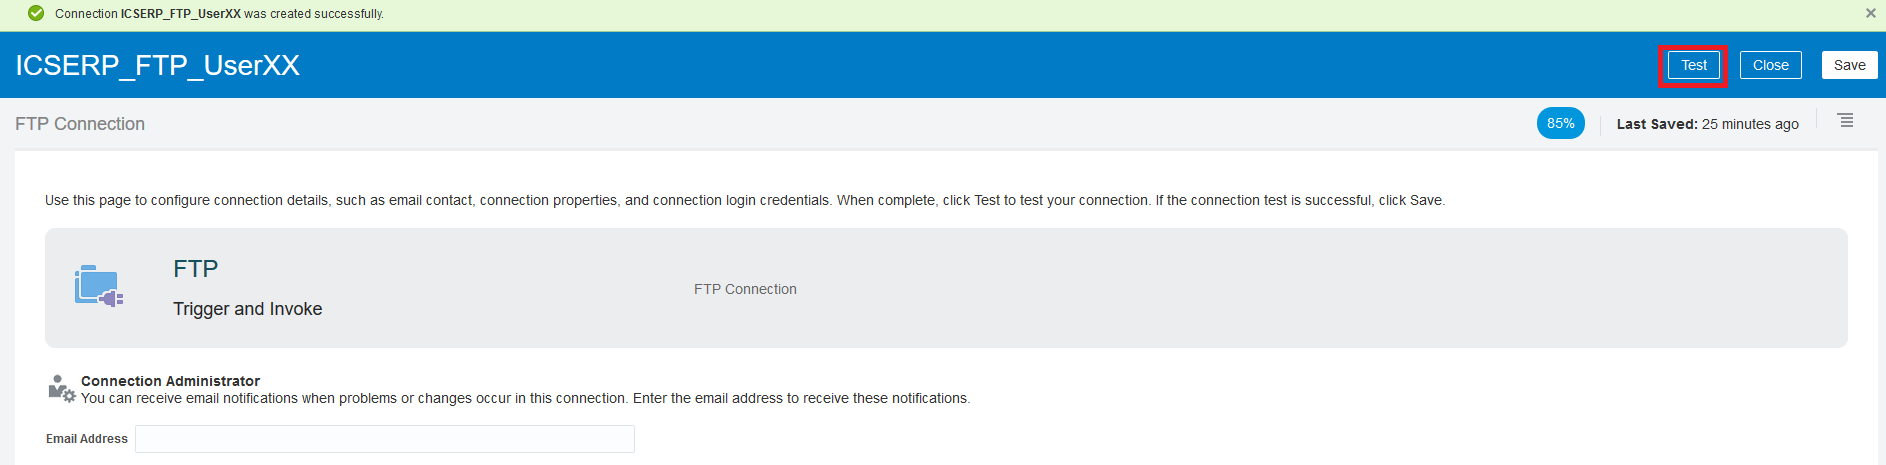 Connection ICSERP_FTP_UserXX was created successfully.
ICSERP_FTP_UserXX
Test
Close
Save
FTP Connection
85%
Last Saved: 25 minutes ago
Use this page to configure connection details, such as email contact, connection properties, and connection login credentials. When complete, click Test to test your connection. If the connection test is successful, click Save.
FTP
FTP Connection
Trigger and Invoke
Connection Administrator
You can receive email notifications when problems or changes occur in this connection. Enter the email address to receive these notifications.
Email Address